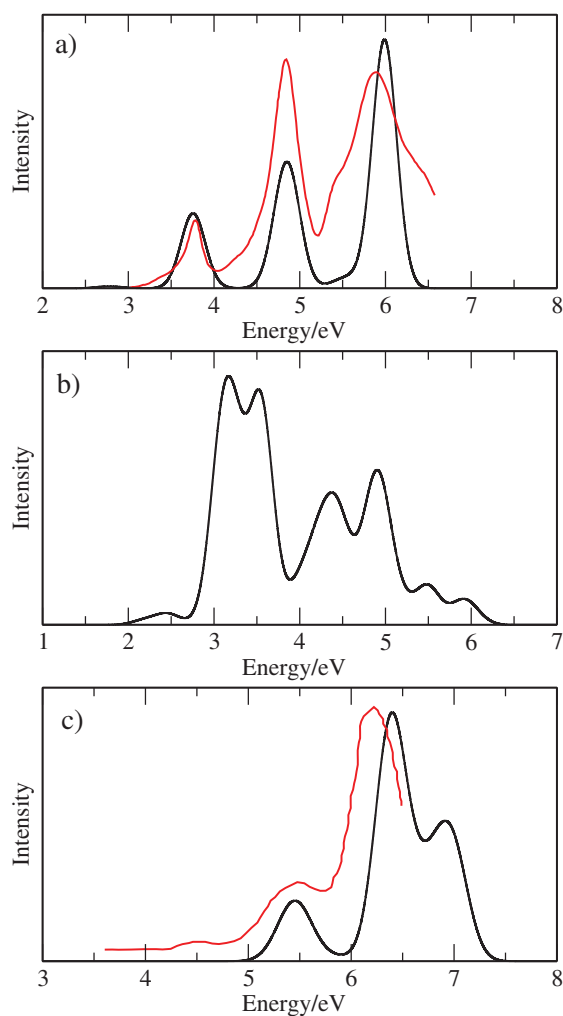 a)
Intensity
2 3 4 5 6 7 8
Energy/eV
b)
Intensity
1 2 3 4 5 6 7
Energy/eV
c)
Intensity
3 4 5 6 7 8
Energy/eV